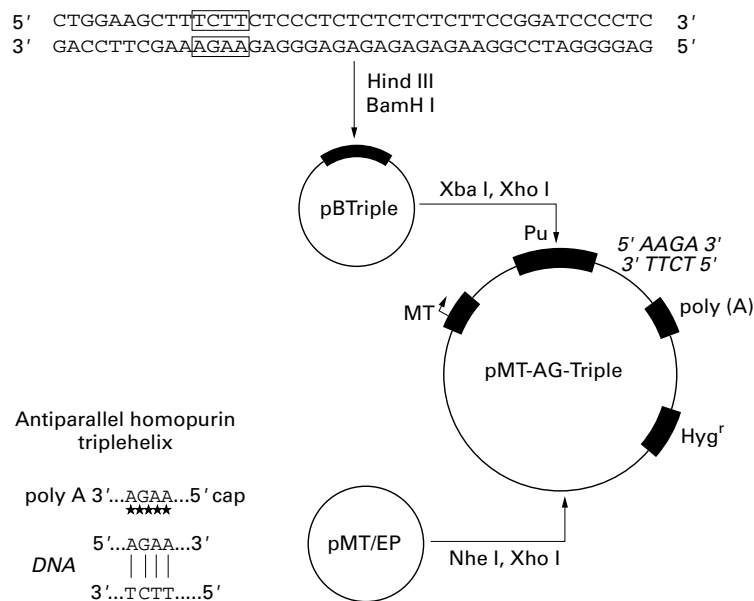 5′ CTGGAAGCTTTCTTCTCCCTCTCTCTCTCTTCCGGATCCCCTC 3′
3′ GACCTTCGAAAGAAGAGGGAGAGAGAGAGAAGGCCTAGGGGAG 5′
Hind III
BamH I
pBTriple
Xba I, Xho I
Pu
5′ AAGA 3′
3′ TTCT 5′
MT
poly (A)
pMT-AG-Triple
Hygʳ
Antiparallel homopurin
triplehelix
poly A 3′...AGAA...5′ cap
5′...AGAA...3′
DNA
3′...TCTT.....5′
pMT/EP
Nhe I, Xho I